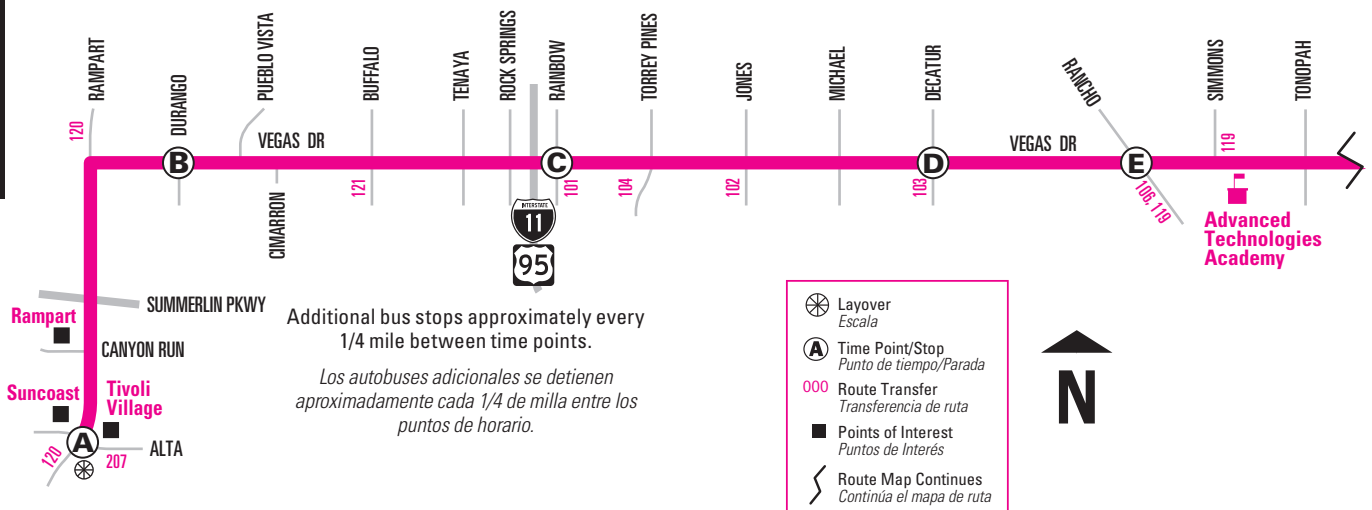 RAMPART
DURANGO
PUEBLO VISTA
BUFFALO
TENAYA
ROCK SPRINGS
RAINBOW
TORREY PINES
JONES
MICHAEL
DECATUR
RANCHO
SIMMONS
TONOPAH
120
VEGAS DR
VEGAS DR
119
B
C
D
E
CIMARRON
121
101
104
102
103
106, 119
INTERSTATE
11
95
Advanced
Technologies
Academy
SUMMERLIN PKWY
Rampart
CANYON RUN
Suncoast
Tivoli
Village
A
ALTA
120
207
Additional bus stops approximately every
1/4 mile between time points.
Los autobuses adicionales se detienen
aproximadamente cada 1/4 de milla entre los
puntos de horario.
Layover
Escala
A Time Point/Stop
Punto de tiempo/Parada
000 Route Transfer
Transferencia de ruta
Points of Interest
Puntos de Interés
Route Map Continues
Continúa el mapa de ruta
N